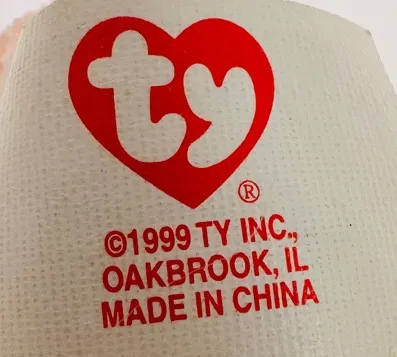 ty
®
©1999 TY INC.,
OAKBROOK, IL
MADE IN CHINA